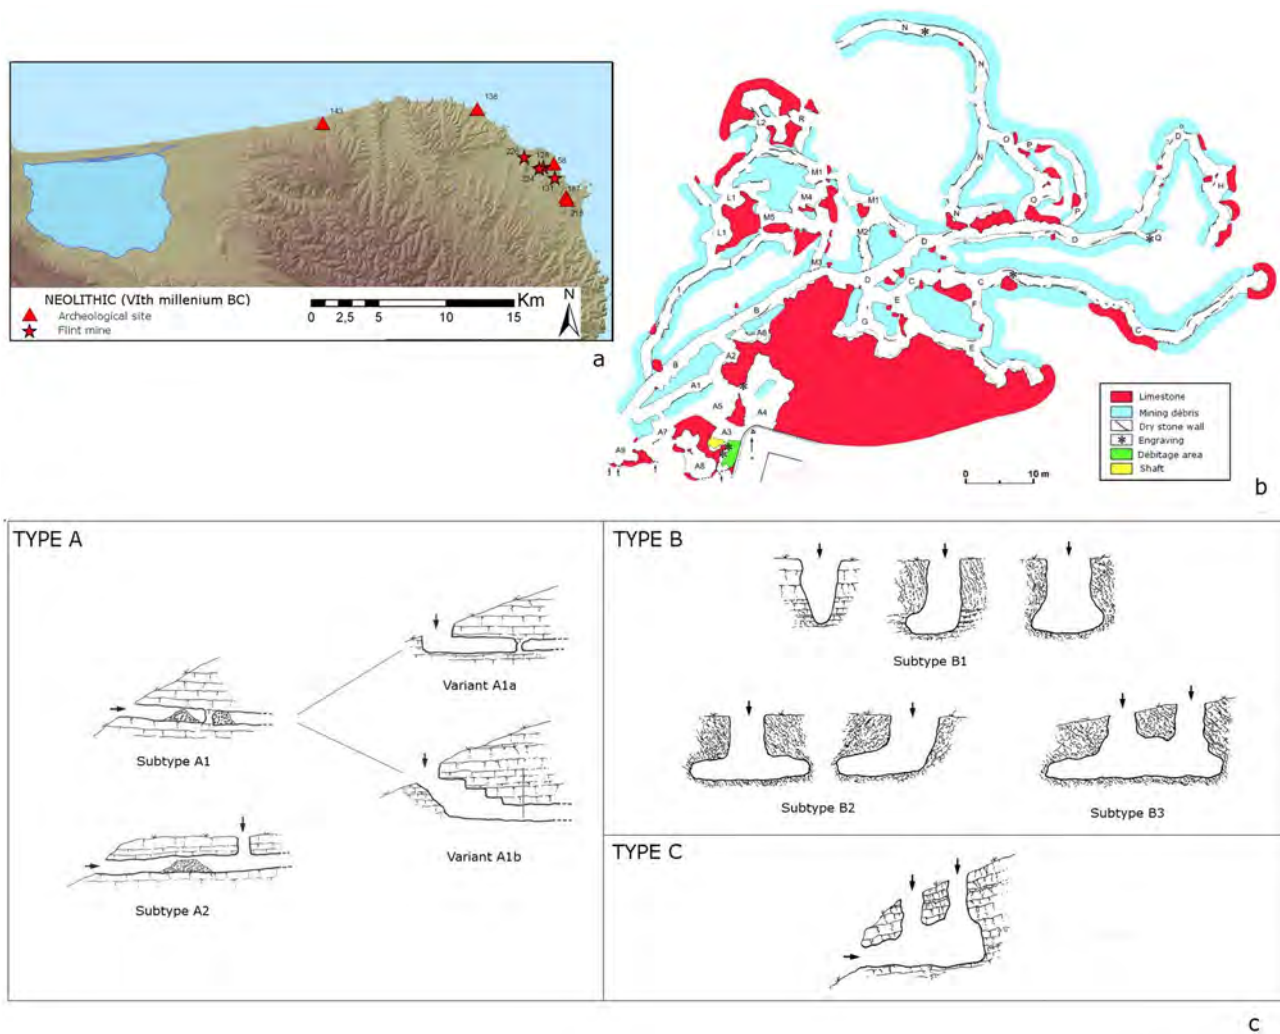 143
138
58
NEOLITHIC (VIth millenium BC)
Archeological site
Flint mine
Km
0 2,5 5 10 15
N
a
N
N
L2
R
O
P
D
N
H
M1
L1
M4
M1
O
N
P
L1
M5
M2
D
D
Q
M3
I
D
C
C
B
E
F
G
C
A6
E
A2
B
A1
A5
A4
A7
A3
A9
A8
Limestone
Mining débris
Dry stone wall
Engraving
Débitage area
Shaft
0 10 m
b
TYPE A
Variant A1a
Subtype A1
Variant A1b
Subtype A2
TYPE B
Subtype B1
Subtype B2
Subtype B3
TYPE C
c